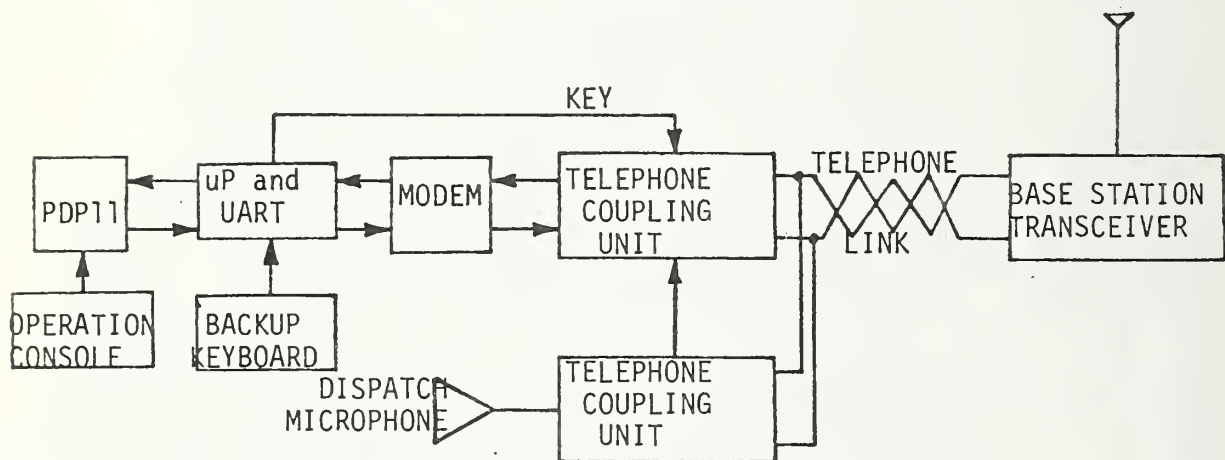 KEY
PDP11
uP and
UART
MODEM
TELEPHONE
COUPLING
UNIT
TELEPHONE
LINK
BASE STATION
TRANSCEIVER
OPERATION
CONSOLE
BACKUP
KEYBOARD
DISPATCH
MICROPHONE
TELEPHONE
COUPLING
UNIT